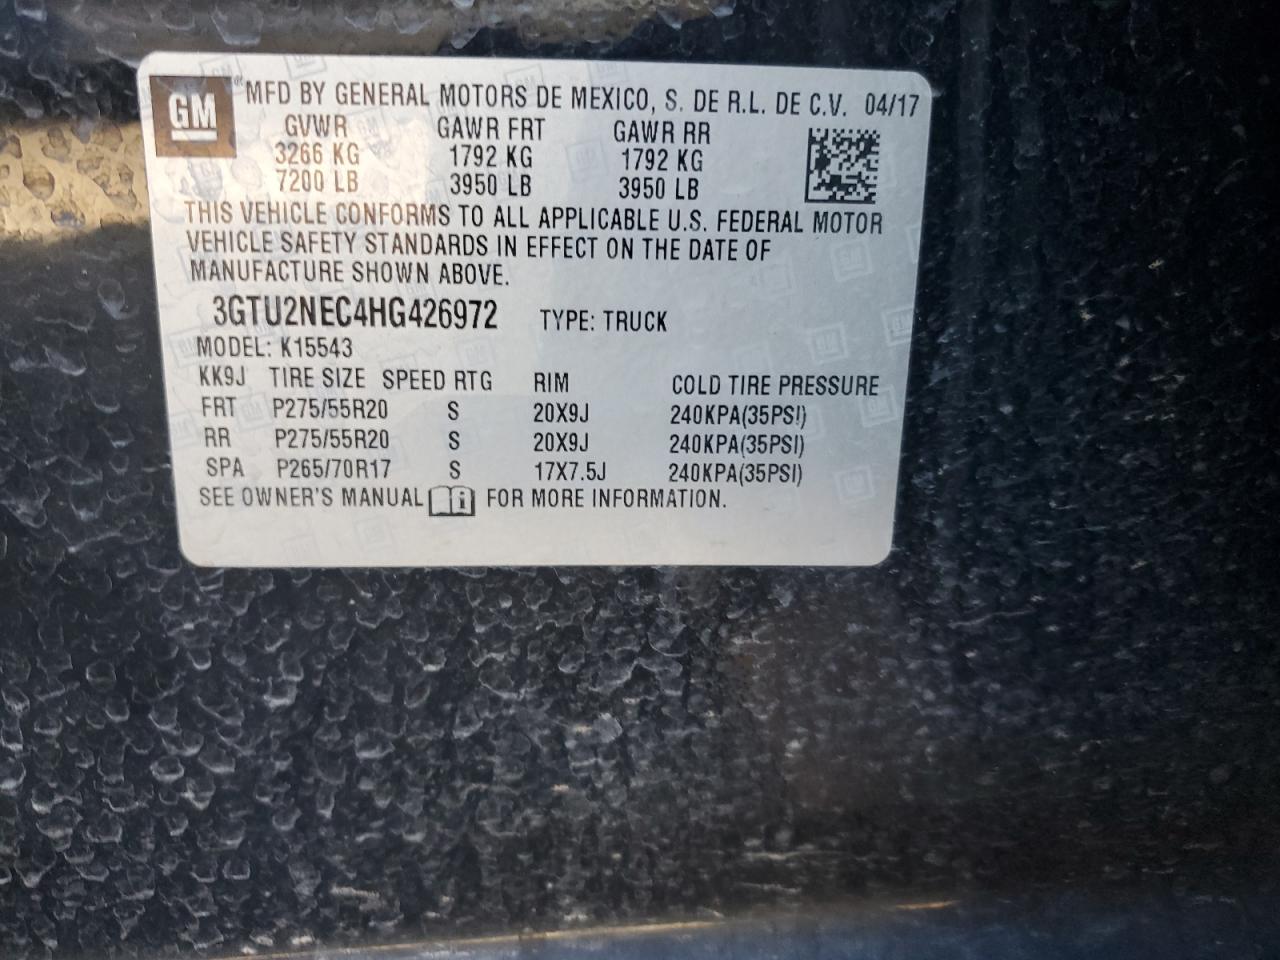 GM MFD BY GENERAL MOTORS DE MEXICO, S. DE R.L. DE C.V. 04/17
GVWR GAWR FRT GAWR RR
3266 KG 1792 KG 1792 KG
7200 LB 3950 LB 3950 LB
THIS VEHICLE CONFORMS TO ALL APPLICABLE U.S. FEDERAL MOTOR
VEHICLE SAFETY STANDARDS IN EFFECT ON THE DATE OF
MANUFACTURE SHOWN ABOVE.
3GTU2NEC4HG426972 TYPE: TRUCK
MODEL: K15543
KK9J TIRE SIZE SPEED RTG RIM COLD TIRE PRESSURE
FRT P275/55R20 S 20X9J 240KPA(35PSI)
RR P275/55R20 S 20X9J 240KPA(35PSI)
SPA P265/70R17 S 17X7.5J 240KPA(35PSI)
SEE OWNER'S MANUAL FOR MORE INFORMATION.